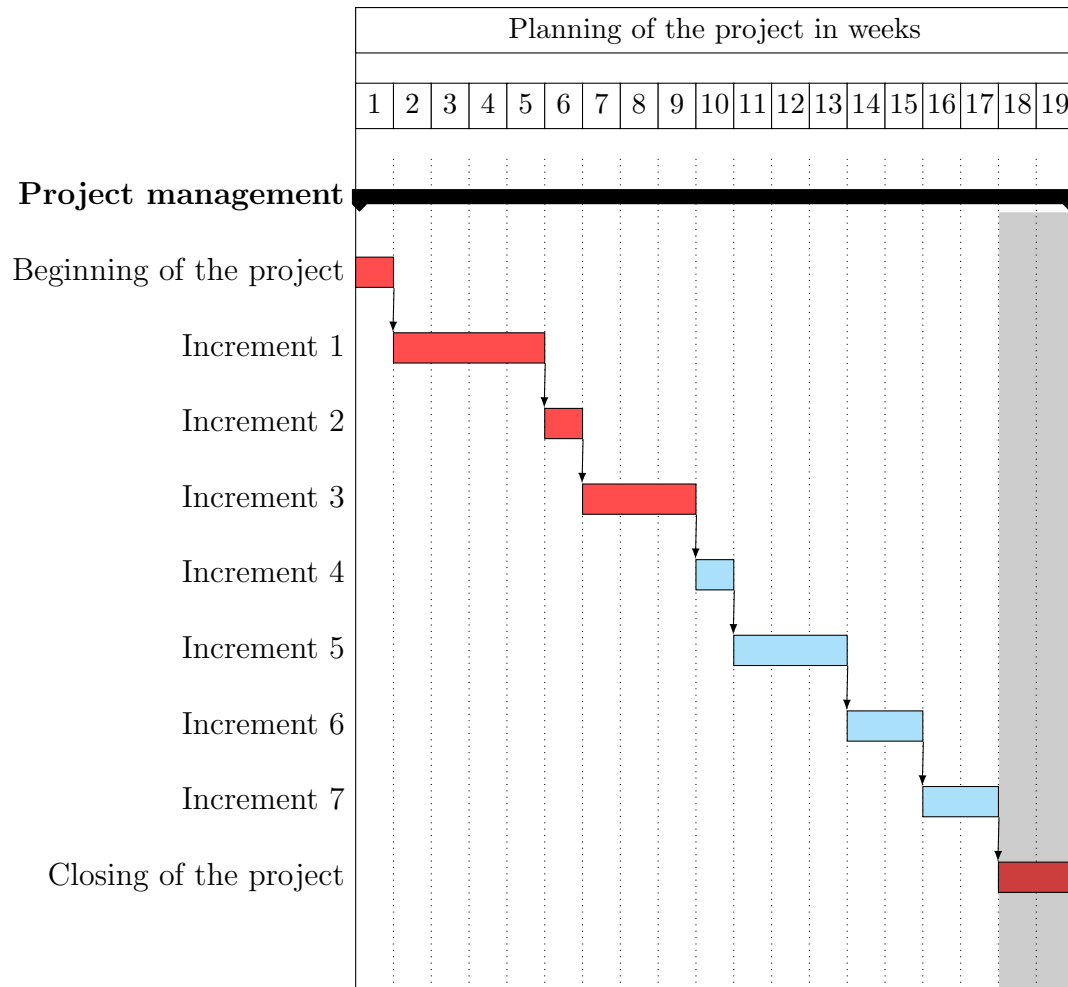 Planning of the project in weeks
1 2 3 4 5 6 7 8 9 10 11 12 13 14 15 16 17 18 19
Project management
Beginning of the project
Increment 1
Increment 2
Increment 3
Increment 4
Increment 5
Increment 6
Increment 7
Closing of the project